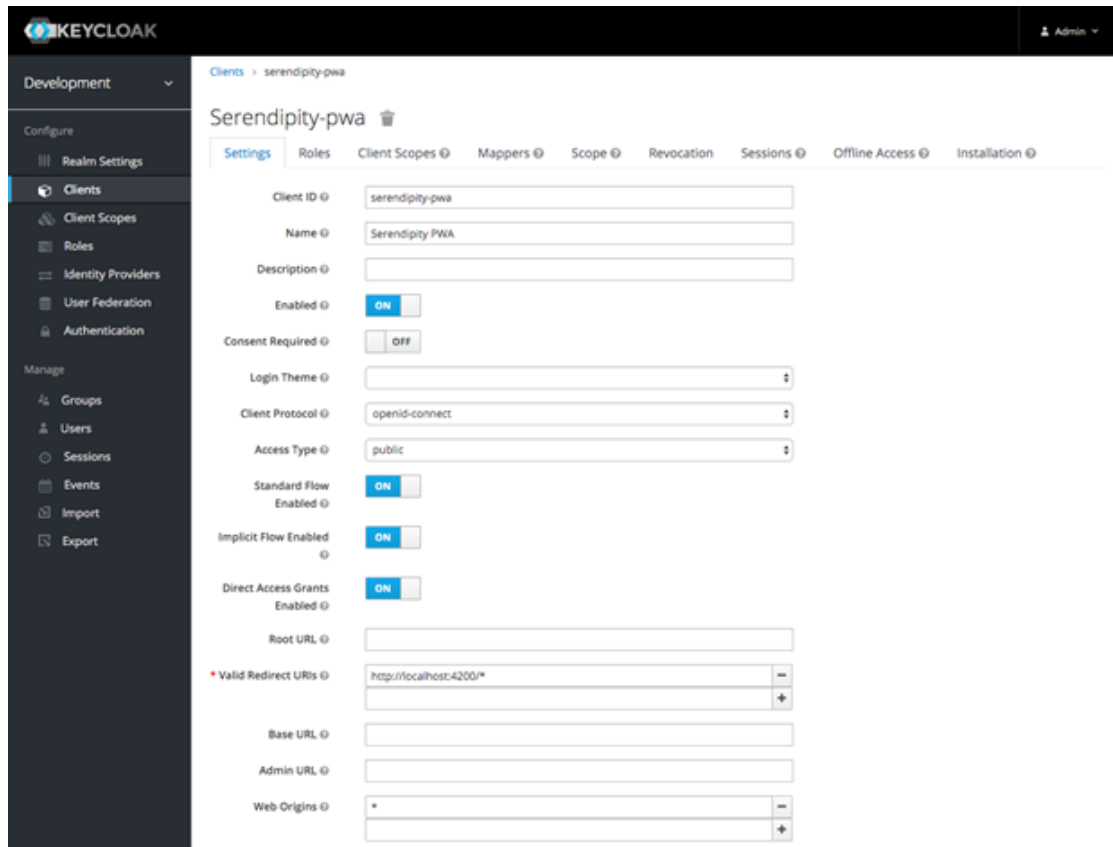 KEYCLOAK
Admin
Development
Clients > serendipity-pwa
Serendipity-pwa
Configure
Realm Settings
Clients
Client Scopes
Roles
Identity Providers
User Federation
Authentication
Manage
Groups
Users
Sessions
Events
Import
Export
Settings Roles Client Scopes Mappers Scope Revocation Sessions Offline Access Installation
Client ID serendipity-pwa
Name Serendipity PWA
Description
Enabled ON
Consent Required OFF
Login Theme
Client Protocol openid-connect
Access Type public
Standard Flow ON
Enabled
Implicit Flow Enabled ON
Direct Access Grants ON
Enabled
Root URL
* Valid Redirect URIs http://localhost:4200/*
Base URL
Admin URL
Web Origins *